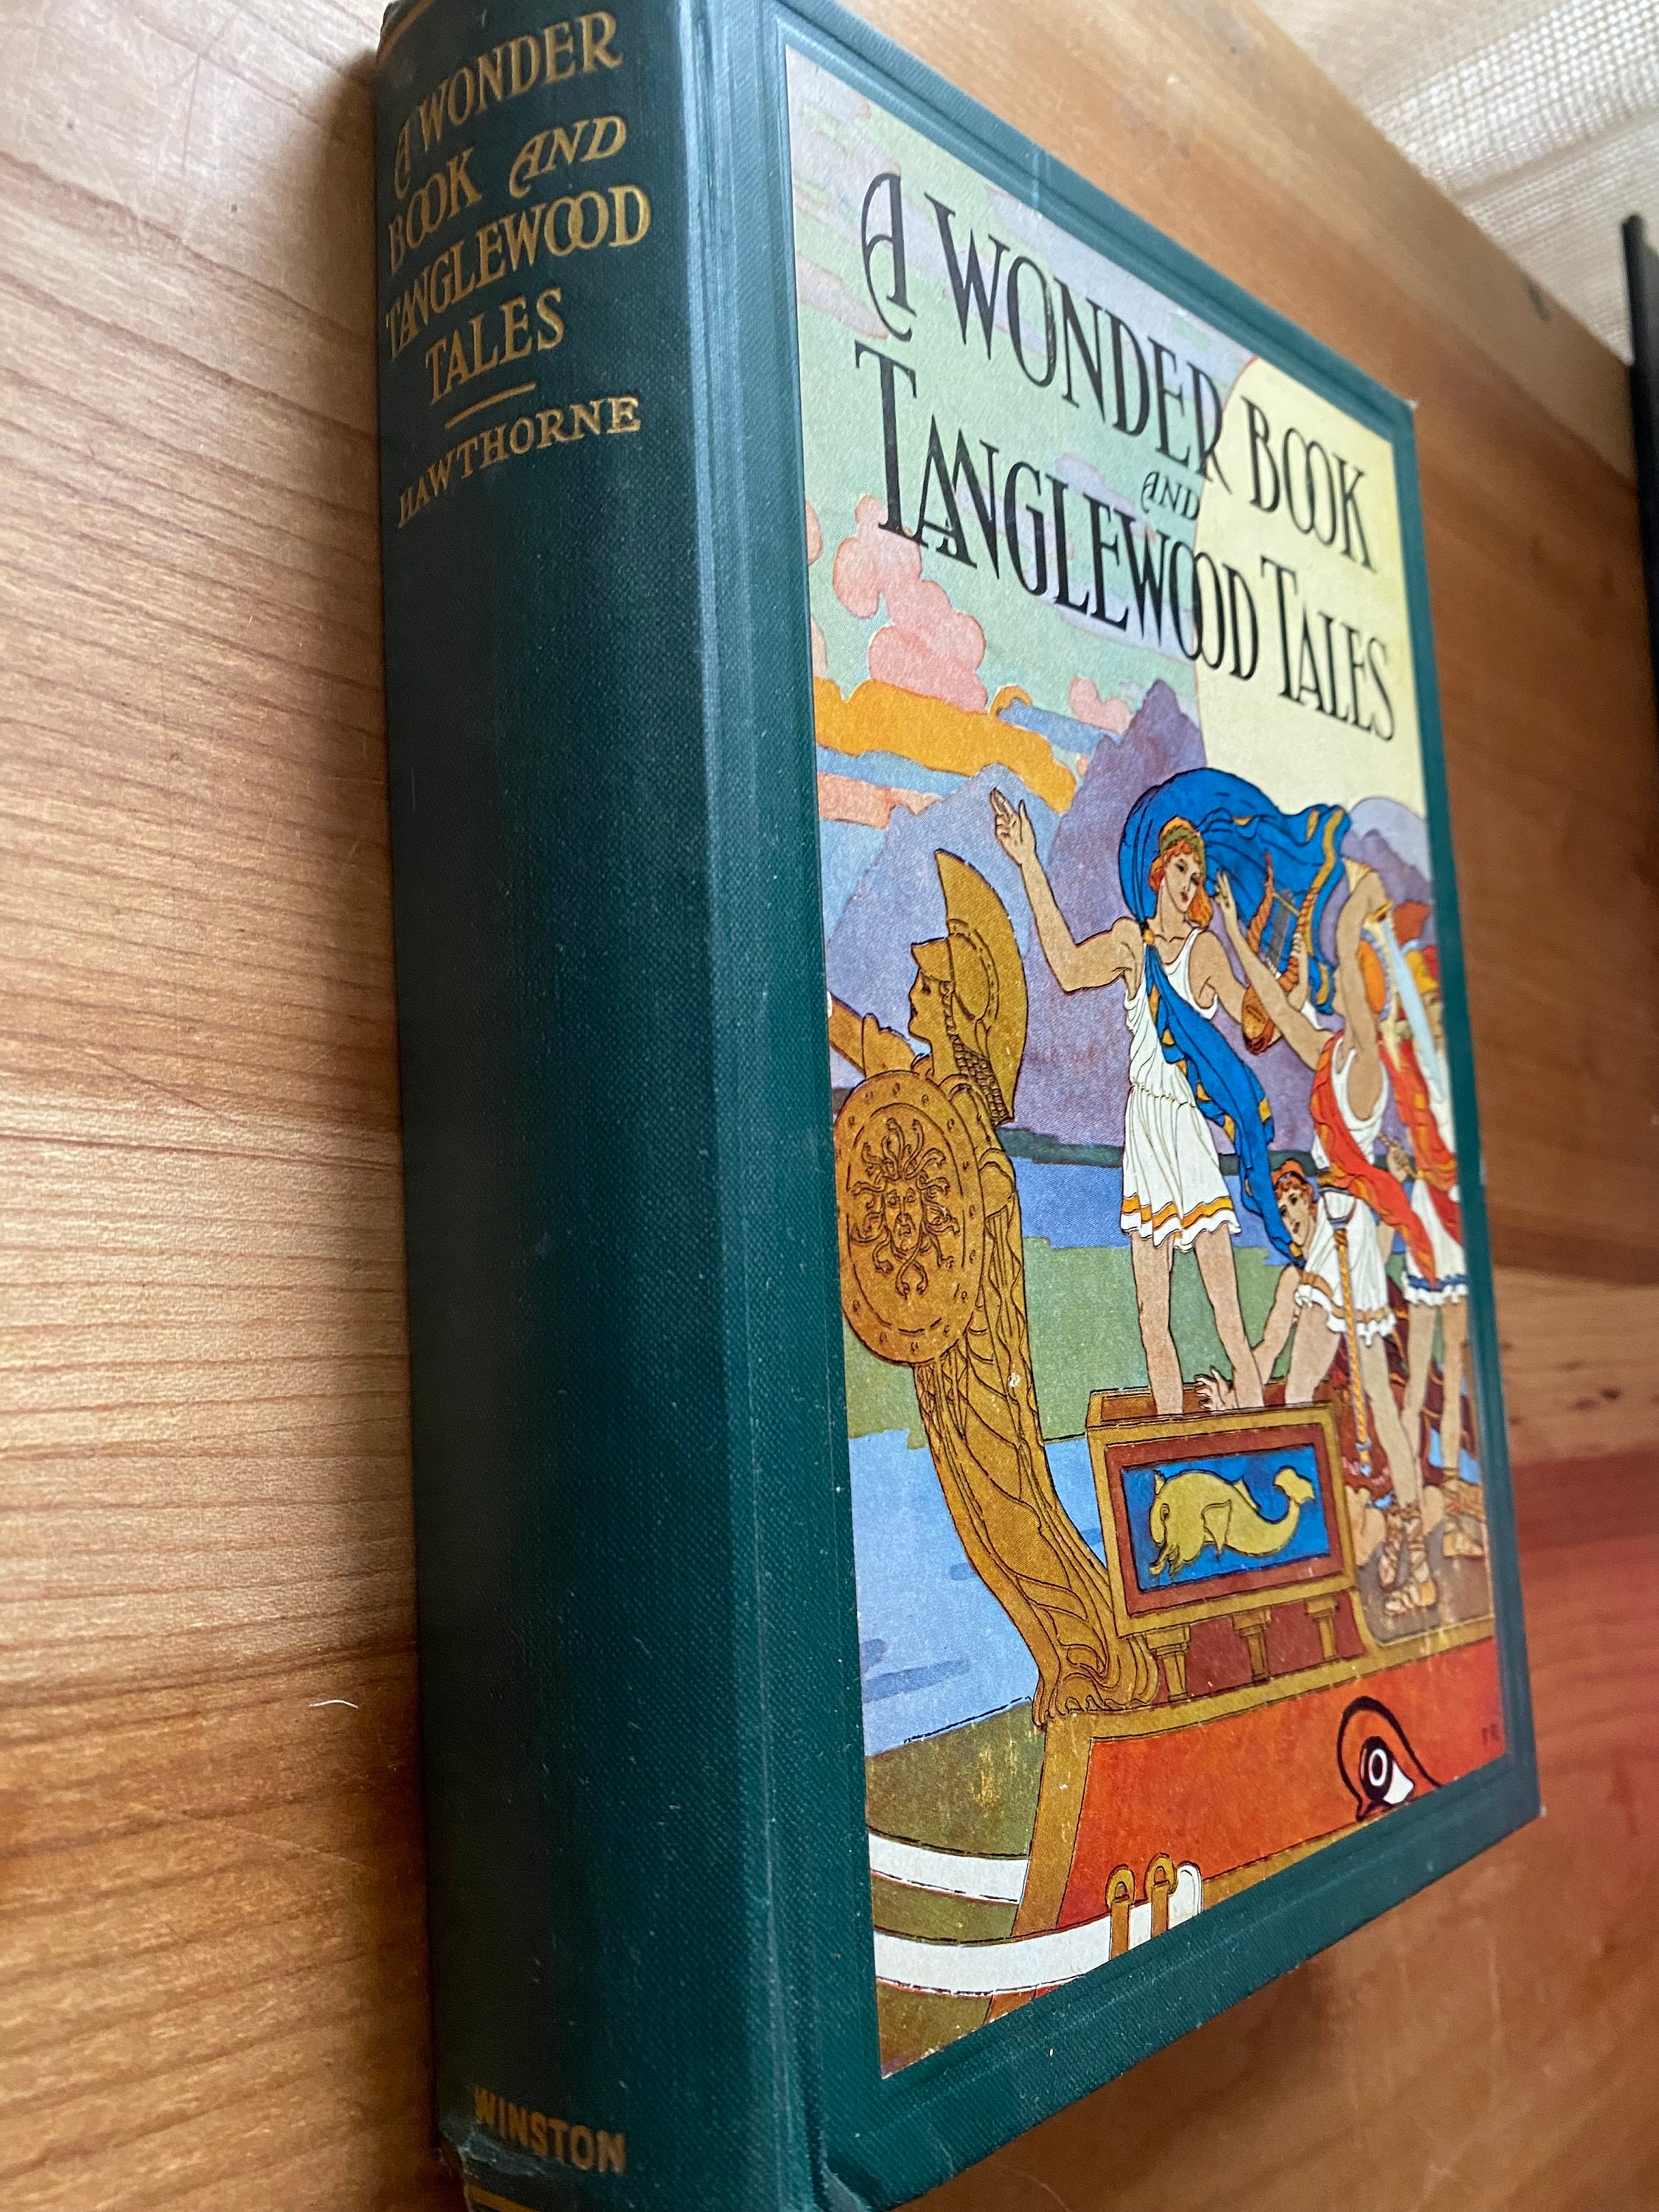 A WONDER
BOOK AND
TANGLEWOOD
TALES
HAWTHORNE
WINSTON
A WONDER BOOK
AND
TANGLEWOOD TALES